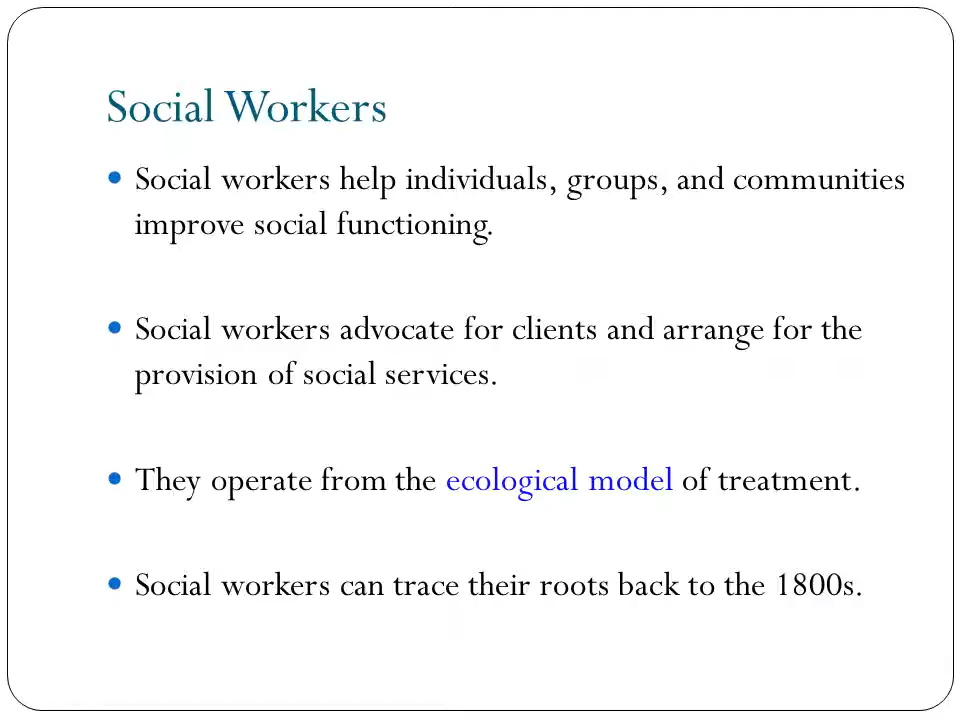 Social Workers
• Social workers help individuals, groups, and communities
improve social functioning.
• Social workers advocate for clients and arrange for the
provision of social services.
• They operate from the ecological model of treatment.
• Social workers can trace their roots back to the 1800s.